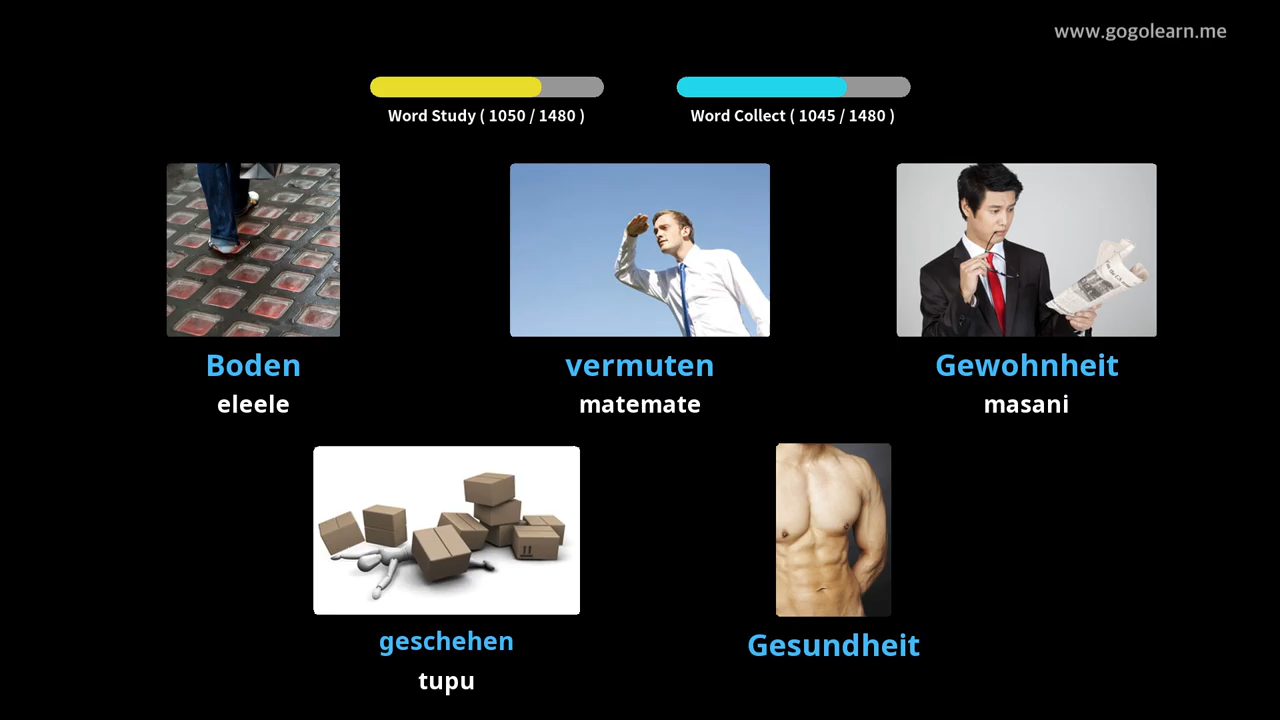 www.gogolearn.me
Word Study ( 1050 / 1480 )
Word Collect ( 1045 / 1480 )
Boden
eleele
vermuten
matemate
Gewohnheit
masani
geschehen
tupu
Gesundheit